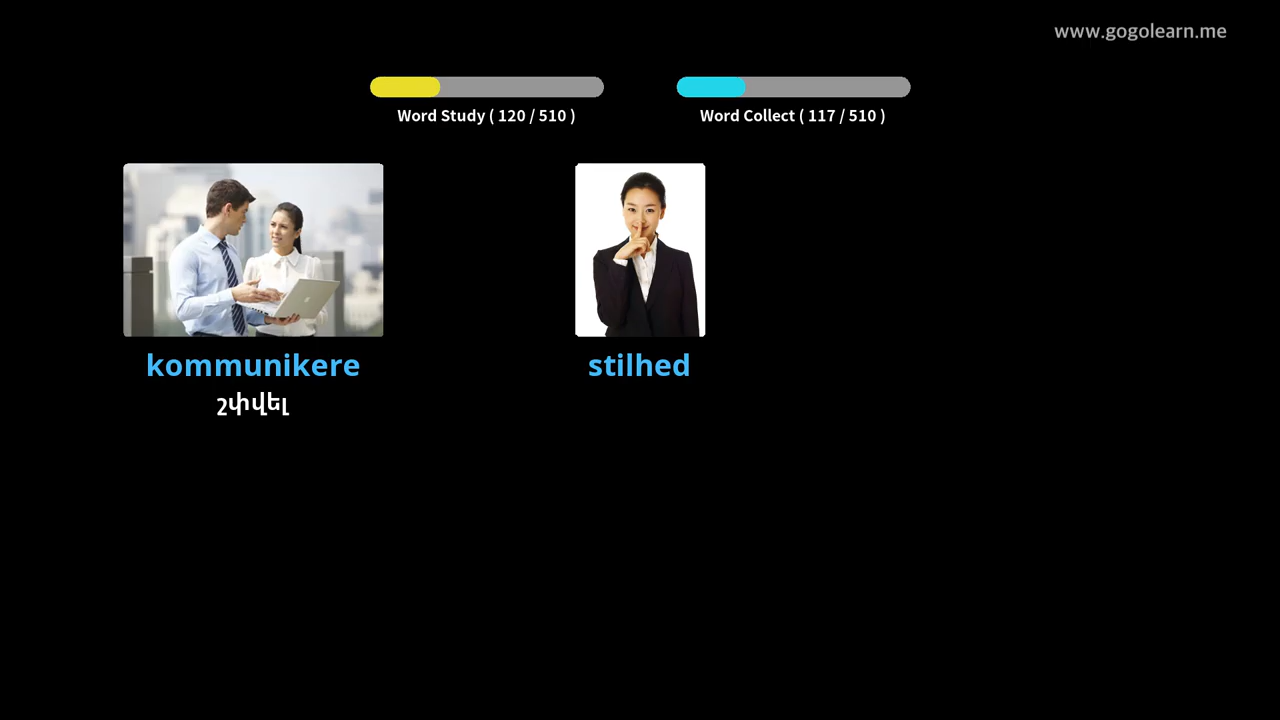 www.gogolearn.me
Word Study ( 120 / 510 )
Word Collect ( 117 / 510 )
kommunikere
շփվել
stilhed